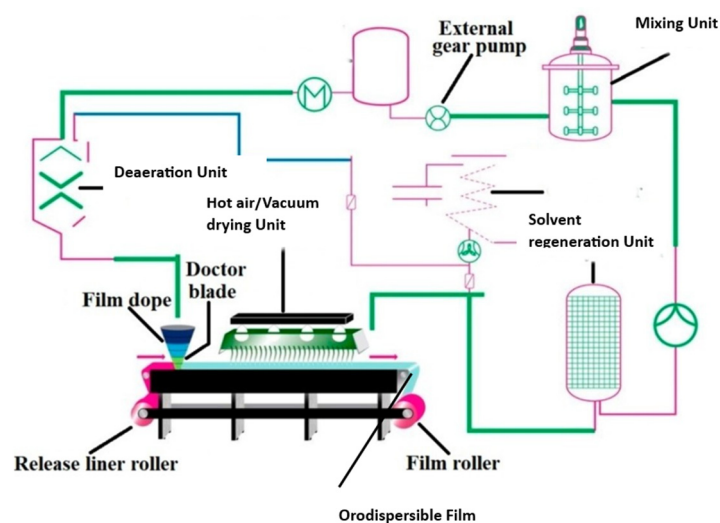 External
gear pump
Mixing Unit
M
Deaeration Unit
Hot air/Vacuum
drying Unit
Solvent
regeneration Unit
Doctor
blade
Film dope
Release liner roller
Film roller
Orodispersible Film